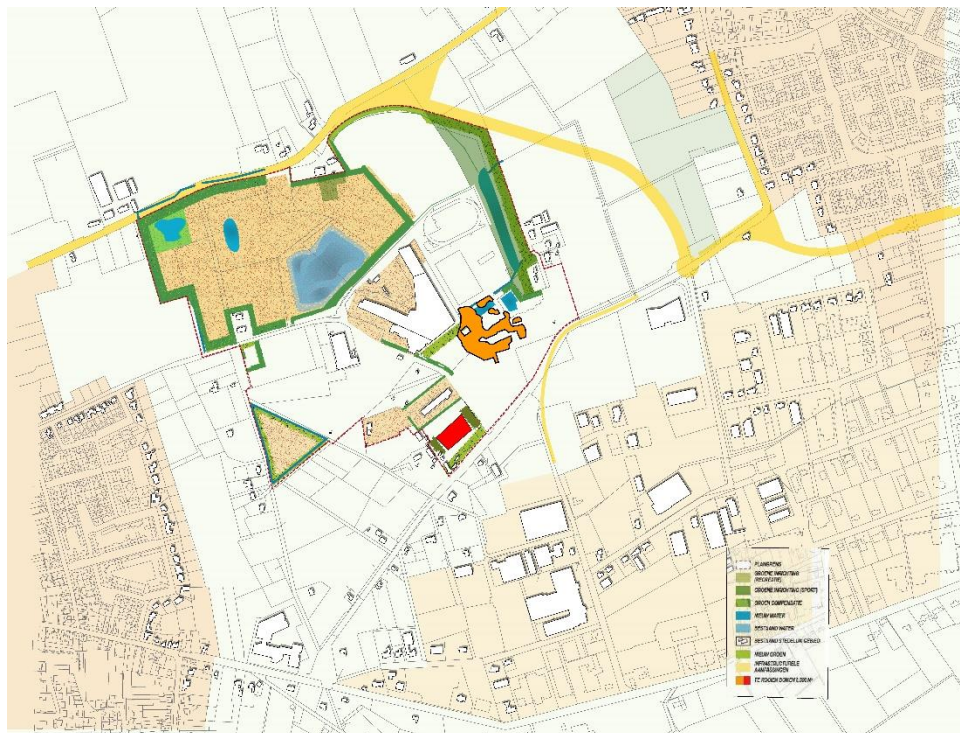 PLANGRENS
GROENE INRICHTING
(RECREATIE)
GROENE INRICHTING (SPORT)
GROEN COMPENSATIE
NIEUW WATER
BESTAAND WATER
BESTAAND STEDELIJK GEBIED
NIEUW GROEN
INFRASTRUCTURELE
AANPASSINGEN